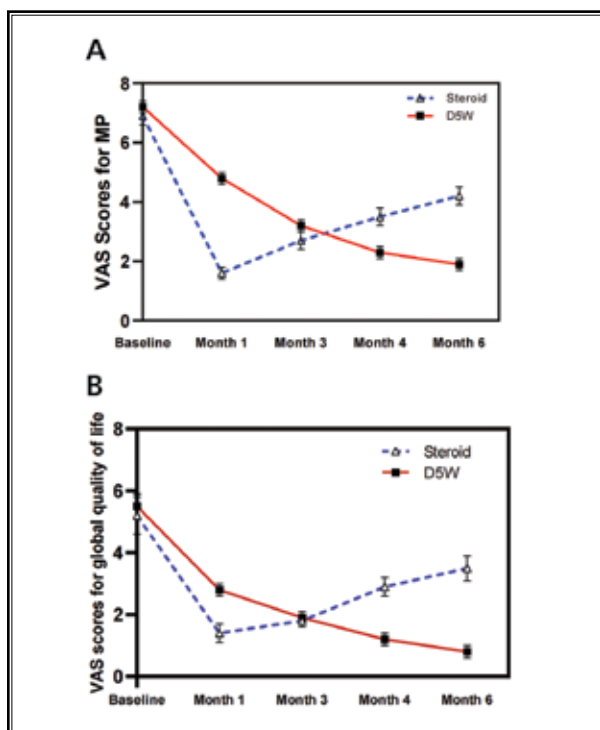 A
VAS Scores for MP
8
6
4
2
0
Steroid
D5W
Baseline
Month 1
Month 3
Month 4
Month 6
B
VAS scores for global quality of life
8
6
4
2
0
Steroid
D5W
Baseline
Month 1
Month 3
Month 4
Month 6